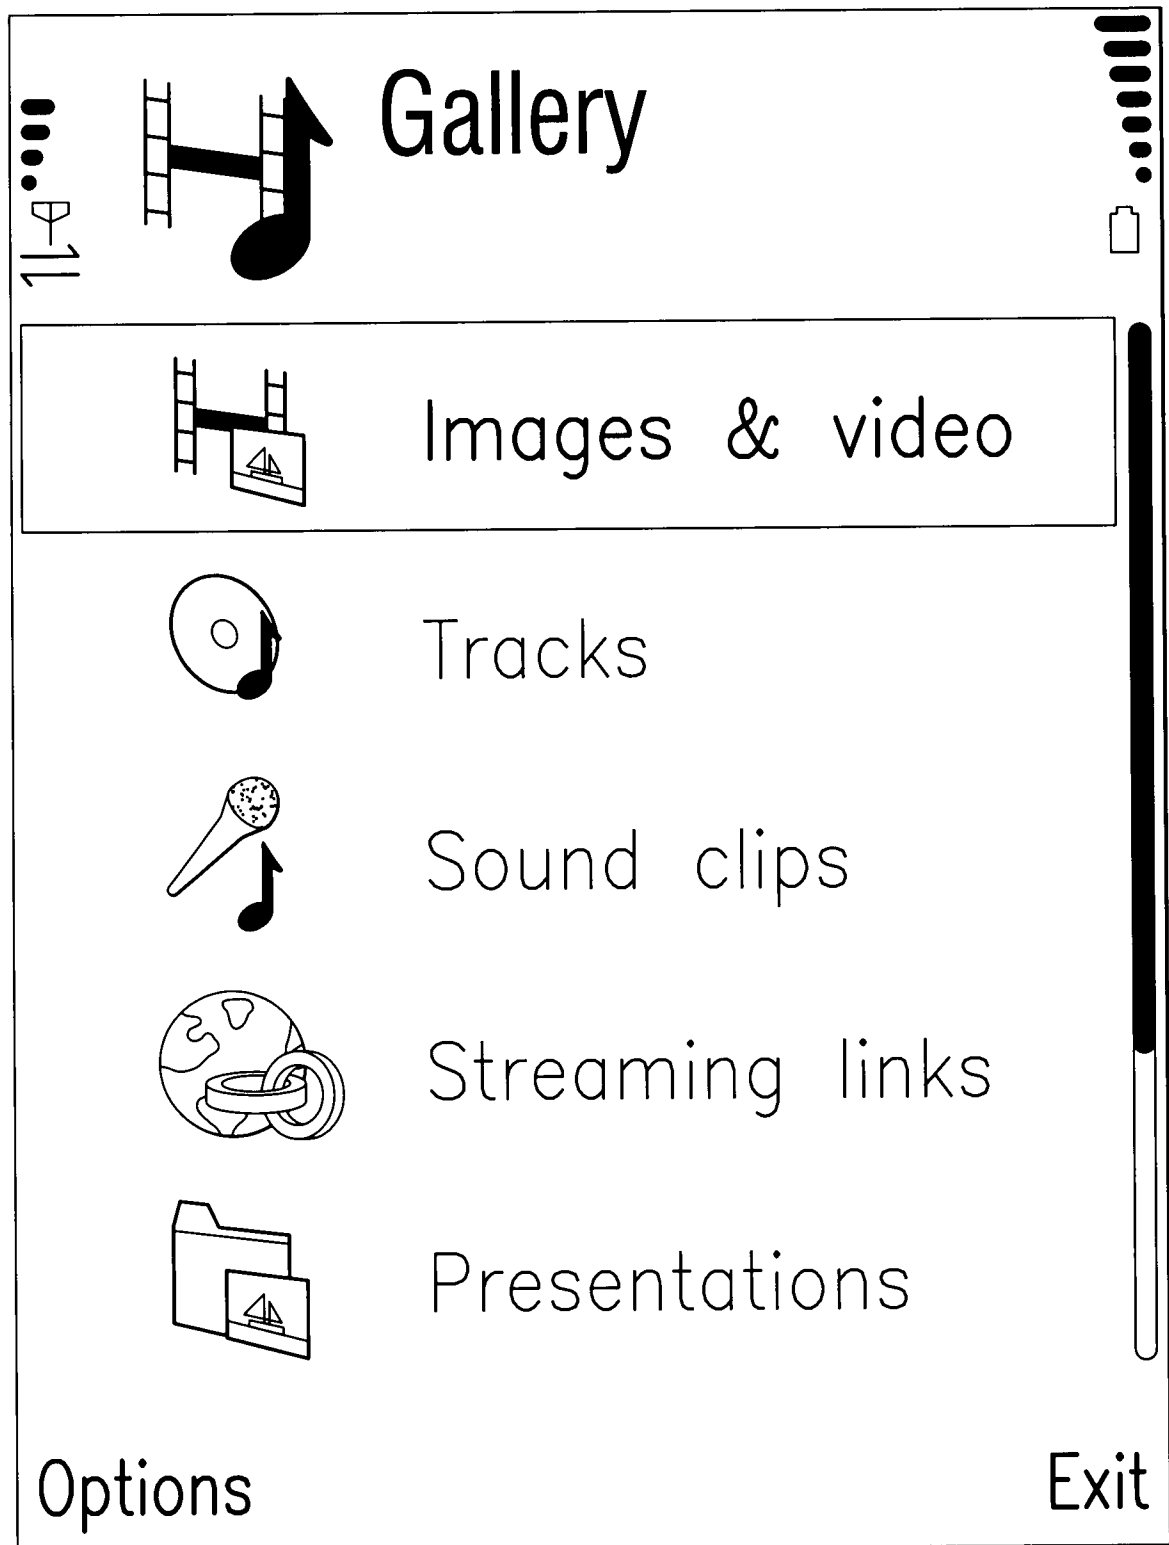 Gallery
Images & video
Tracks
Sound clips
Streaming links
Presentations
Options Exit